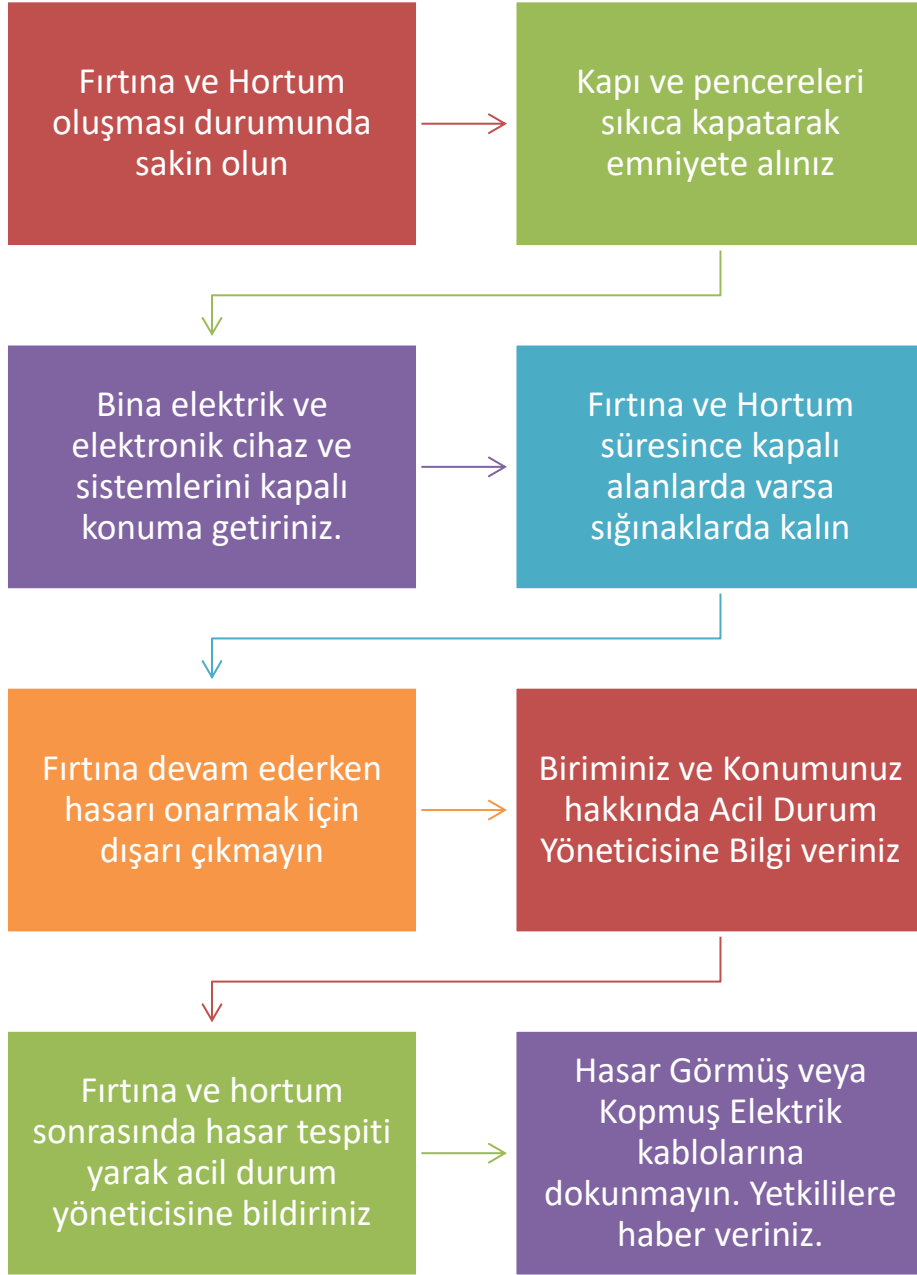 Fırtına ve Hortum
oluşması durumunda
sakin olun
Kapı ve pencereleri
sıkıca kapatarak
emniyete alınız
Bina elektrik ve
elektronik cihaz ve
sistemlerini kapalı
konuma getiriniz.
Fırtına ve Hortum
süresince kapalı
alanlarda varsa
sığınaklarda kalın
Fırtına devam ederken
hasarı onarmak için
dışarı çıkmayın
Biriminiz ve Konumunuz
hakkında Acil Durum
Yöneticisine Bilgi veriniz
Fırtına ve hortum
sonrasında hasar tespiti
yarak acil durum
yöneticisine bildiriniz
Hasar Görmüş veya
Kopmuş Elektrik
kablolarına
dokunmayın. Yetkililere
haber veriniz.